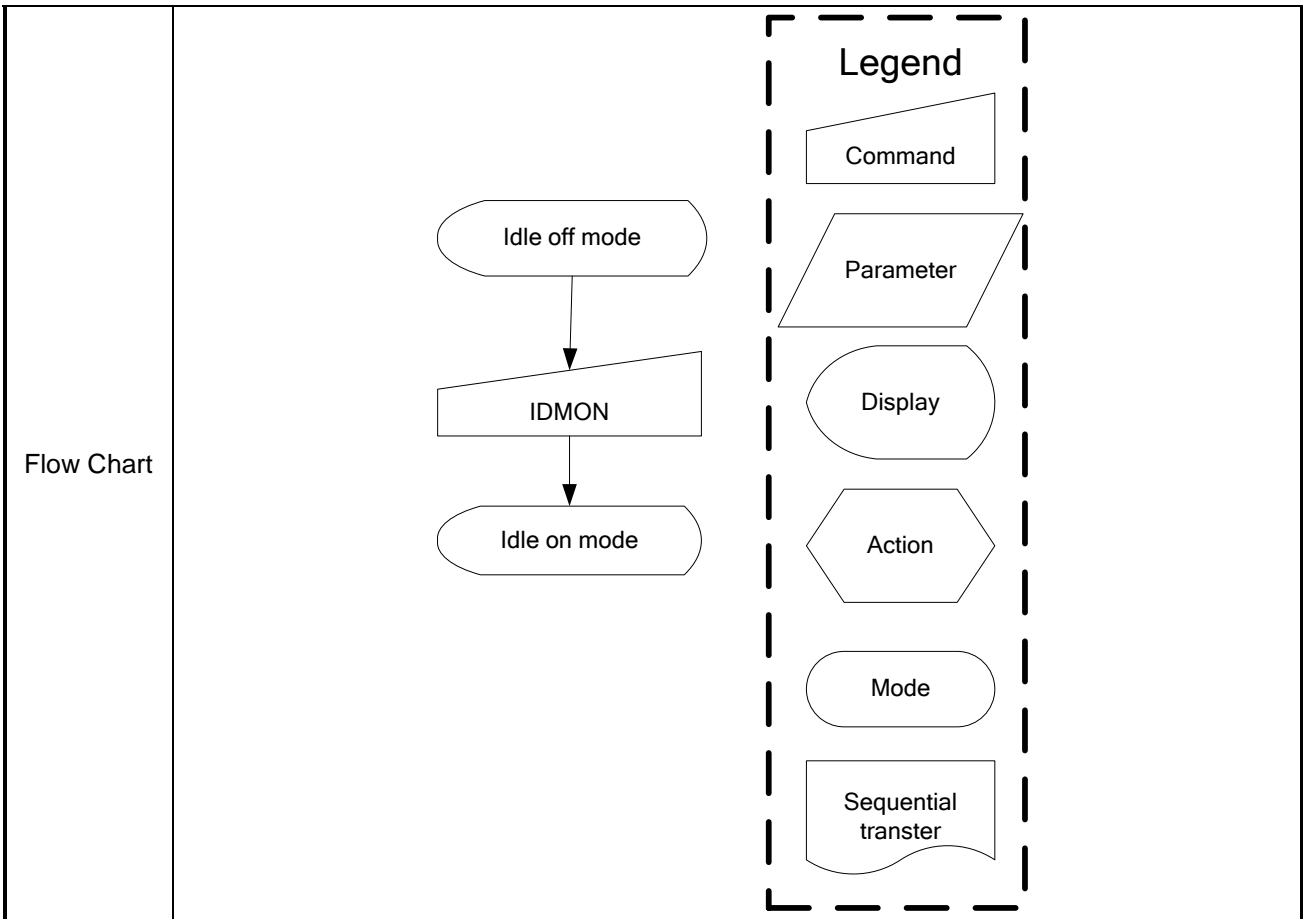 Flow Chart
Idle off mode
IDMON
Idle on mode
Legend
Command
Parameter
Display
Action
Mode
Sequential
transter